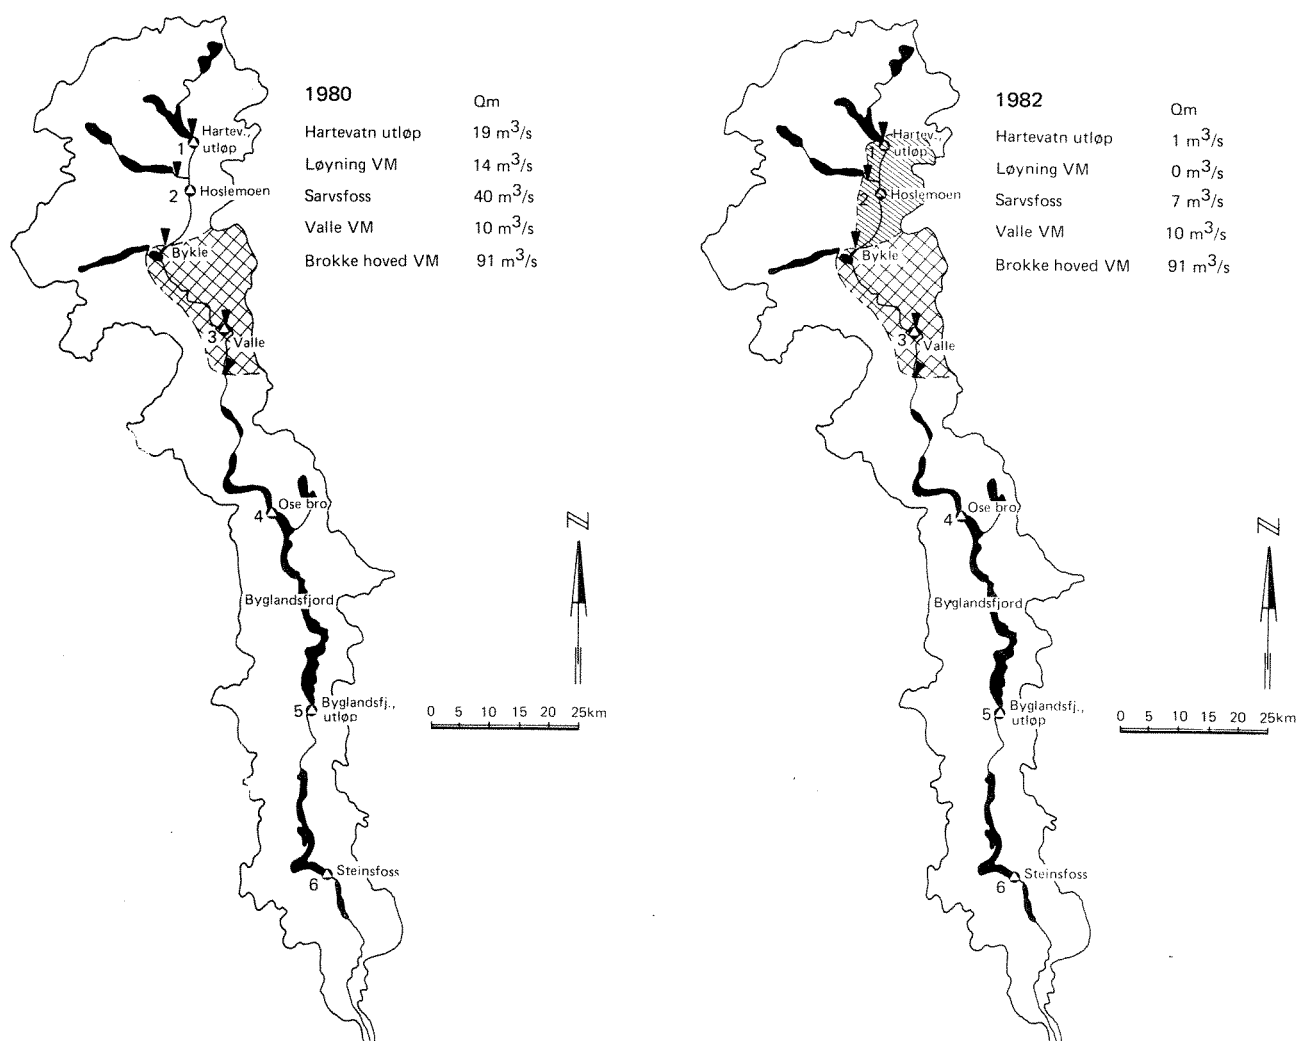 1980
Qm
Hartevatn utløp 19 m³/s
Løyning VM 14 m³/s
Sarvsfoss 40 m³/s
Valle VM 10 m³/s
Brokke hoved VM 91 m³/s
Hartev.,
utløp
1
2 Hoslemoen
Bykle
3
Valle
Ose bro
4
Byglandsfjord
5
Byglandsfj.,
utløp
6
Steinsfoss
Z
0 5 10 15 20 25km
1982
Qm
Hartevatn utløp 1 m³/s
Løyning VM 0 m³/s
Sarvsfoss 7 m³/s
Valle VM 10 m³/s
Brokke hoved VM 91 m³/s
Hartev.,
utløp
1
2 Hoslemoen
Bykle
3
Valle
Ose bro
4
Byglandsfjord
5
Byglandsfj.,
utløp
6
Steinsfoss
Z
0 5 10 15 20 25km